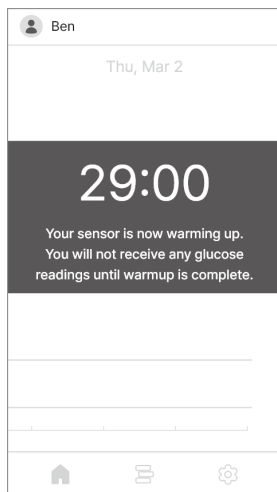 Ben
Thu, Mar 2
29:00
Your sensor is now warming up.
You will not receive any glucose
readings until warmup is complete.